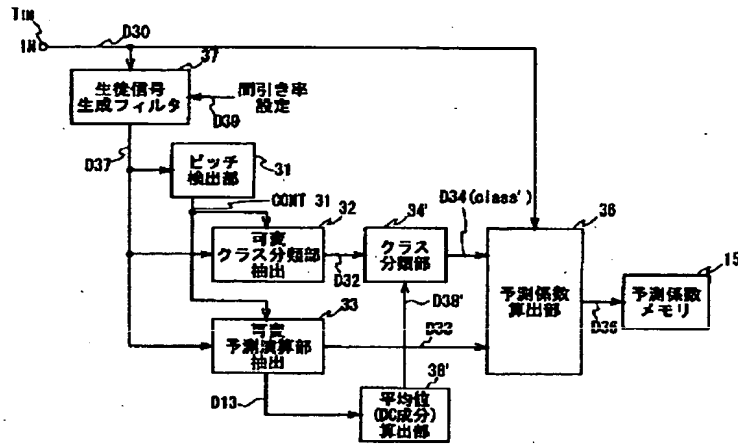 TIN
IN
D30
37
生徒信号
生成フィルタ
間引き率
設定
D39
D37
ピッチ
検出部
31
CONT 31
D34(class')
32
34'
36
可変
クラス分類部
抽出
クラス
分類部
D32
15
予測係数
算出部
予測係数
メモリ
D38'
33
D36
可変
予測演算部
抽出
D33
38'
D13
平均値
(DC成分)
算出部